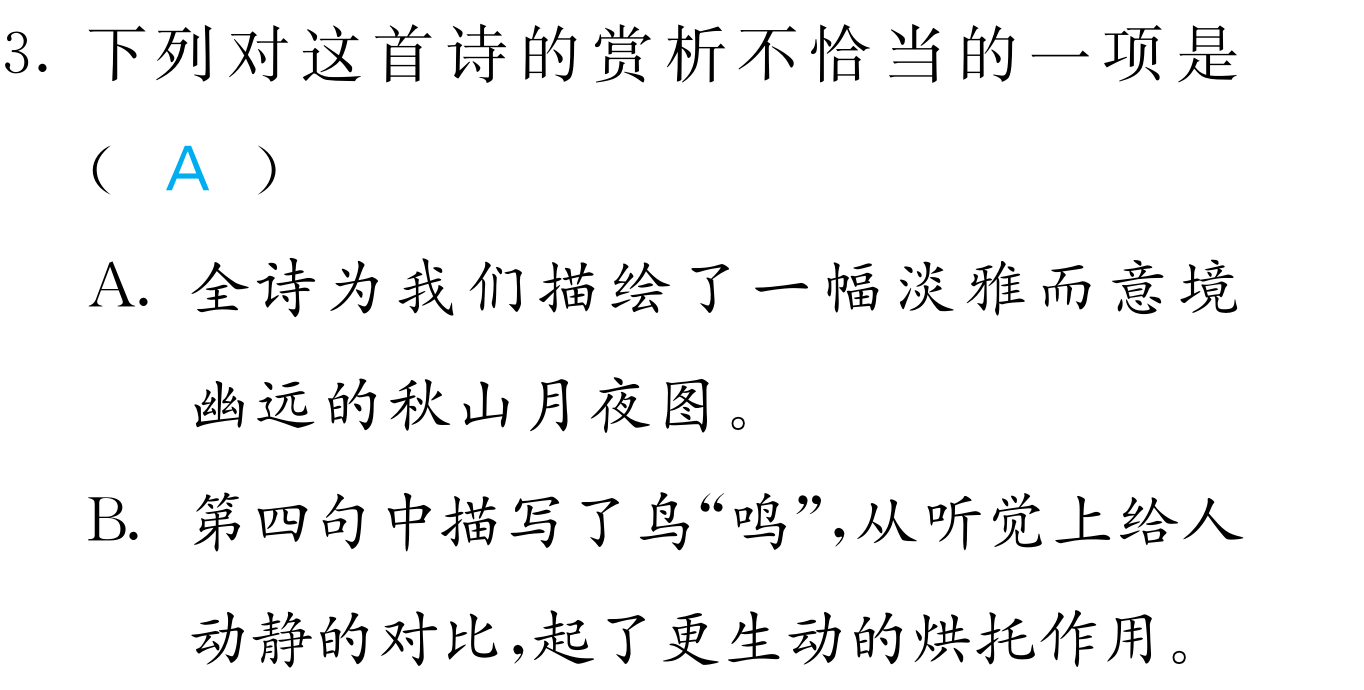 3. 下列对这首诗的赏析不恰当的一项是
（ A ）
A. 全诗为我们描绘了一幅淡雅而意境
幽远的秋山月夜图。
B. 第四句中描写了鸟“鸣”,从听觉上给人
动静的对比,起了更生动的烘托作用。